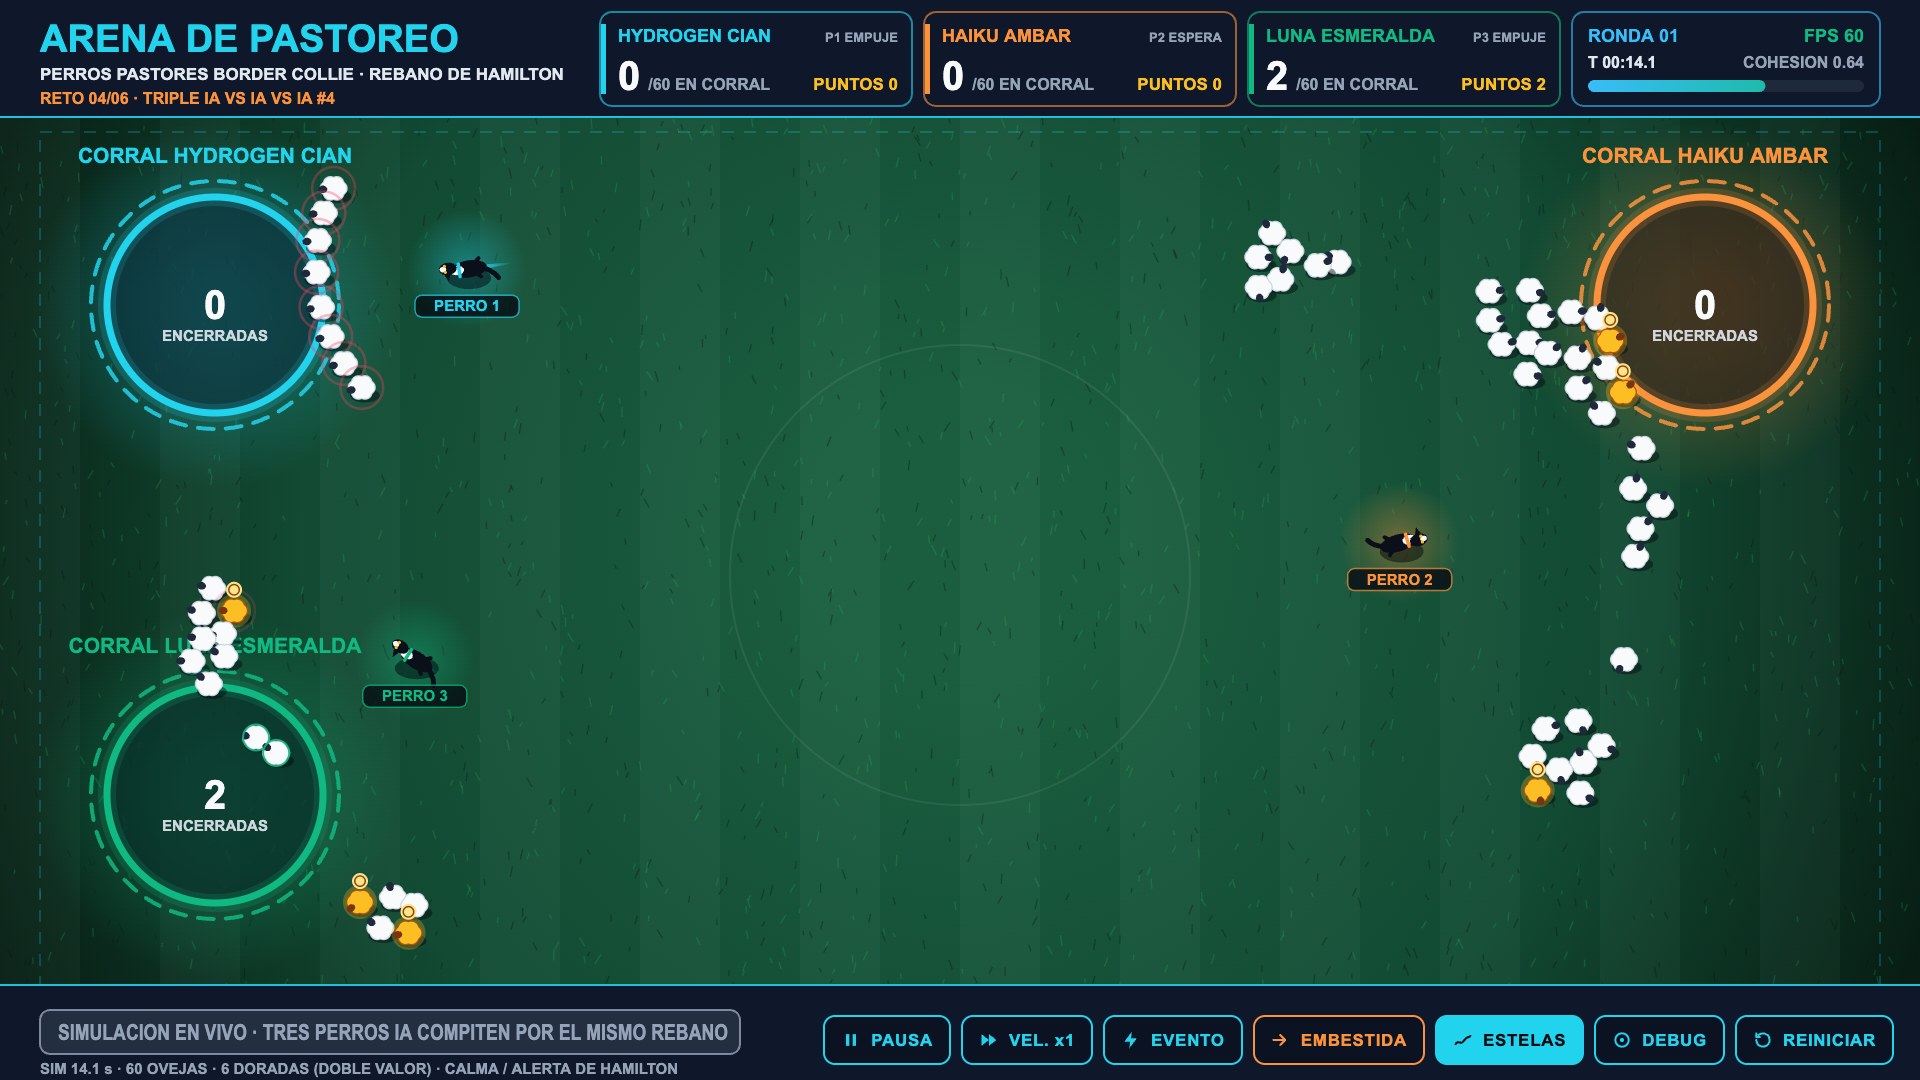 ARENA DE PASTOREO
PERROS PASTORES BORDER COLLIE · REBANO DE HAMILTON
RETO 04/06 · TRIPLE IA VS IA VS IA #4
HYDROGEN CIAN P1 EMPUJE
0 /60 EN CORRAL PUNTOS 0
HAIKU AMBAR P2 ESPERA
0 /60 EN CORRAL PUNTOS 0
LUNA ESMERALDA P3 EMPUJE
2 /60 EN CORRAL PUNTOS 2
RONDA 01 FPS 60
T 00:14.1 COHESION 0.64
CORRAL HYDROGEN CIAN
CORRAL HAIKU AMBAR
0
ENCERRADAS
PERRO 1
0
ENCERRADAS
PERRO 2
CORRAL LU ESMERALDA
PERRO 3
2
ENCERRADAS
SIMULACION EN VIVO · TRES PERROS IA COMPITEN POR EL MISMO REBANO
SIM 14.1 s · 60 OVEJAS · 6 DORADAS (DOBLE VALOR) · CALMA / ALERTA DE HAMILTON
PAUSA
VEL. x1
EVENTO
EMBESTIDA
ESTELAS
DEBUG
REINICIAR